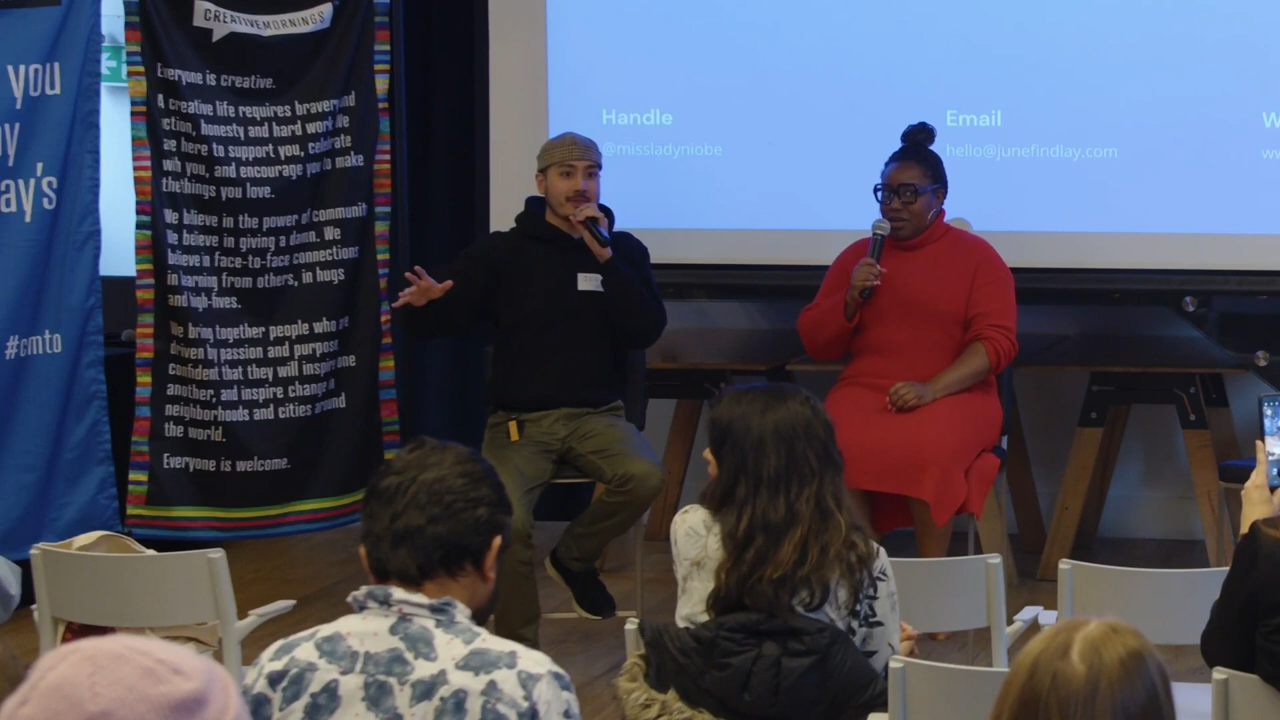 you
ay's
#cmto
CREATIVEMORNINGS
Everyone is creative.
A creative life requires bravery and
action, honesty and hard work. We
are here to support you, celebrate
with you, and encourage you to make
the things you love.
We believe in the power of community.
We believe in giving a damn. We
believe in face-to-face connections,
in learning from others, in hugs
and high-fives.
We bring together people who are
driven by passion and purpose,
confident that they will inspire one
another, and inspire change in
neighborhoods and cities around
the world.
Everyone is welcome.
Handle
@missladyniobe
Email
hello@junefindlay.com
W
ww